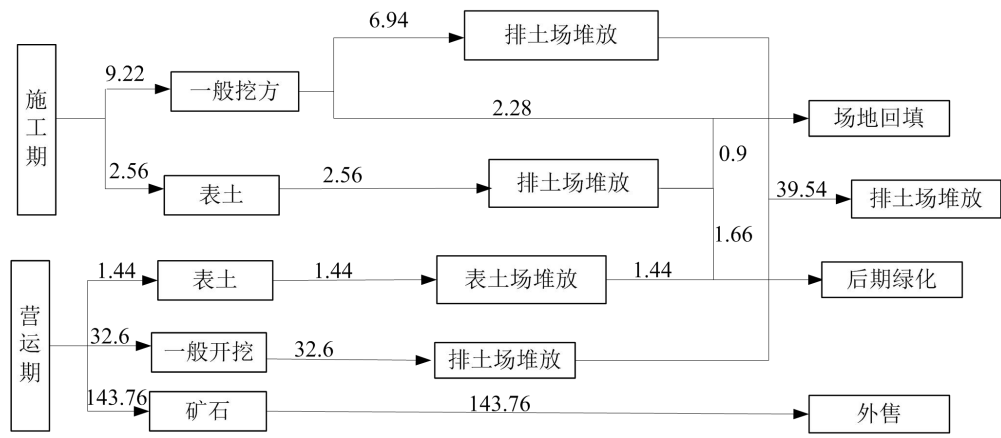 6.94
排土场堆放
9.22
一般挖方
2.28
场地回填
施工期
0.9
2.56
表土
2.56
排土场堆放
39.54
排土场堆放
1.66
1.44
表土
1.44
表土场堆放
1.44
后期绿化
营运期
32.6
一般开挖
32.6
排土场堆放
143.76
矿石
143.76
外售